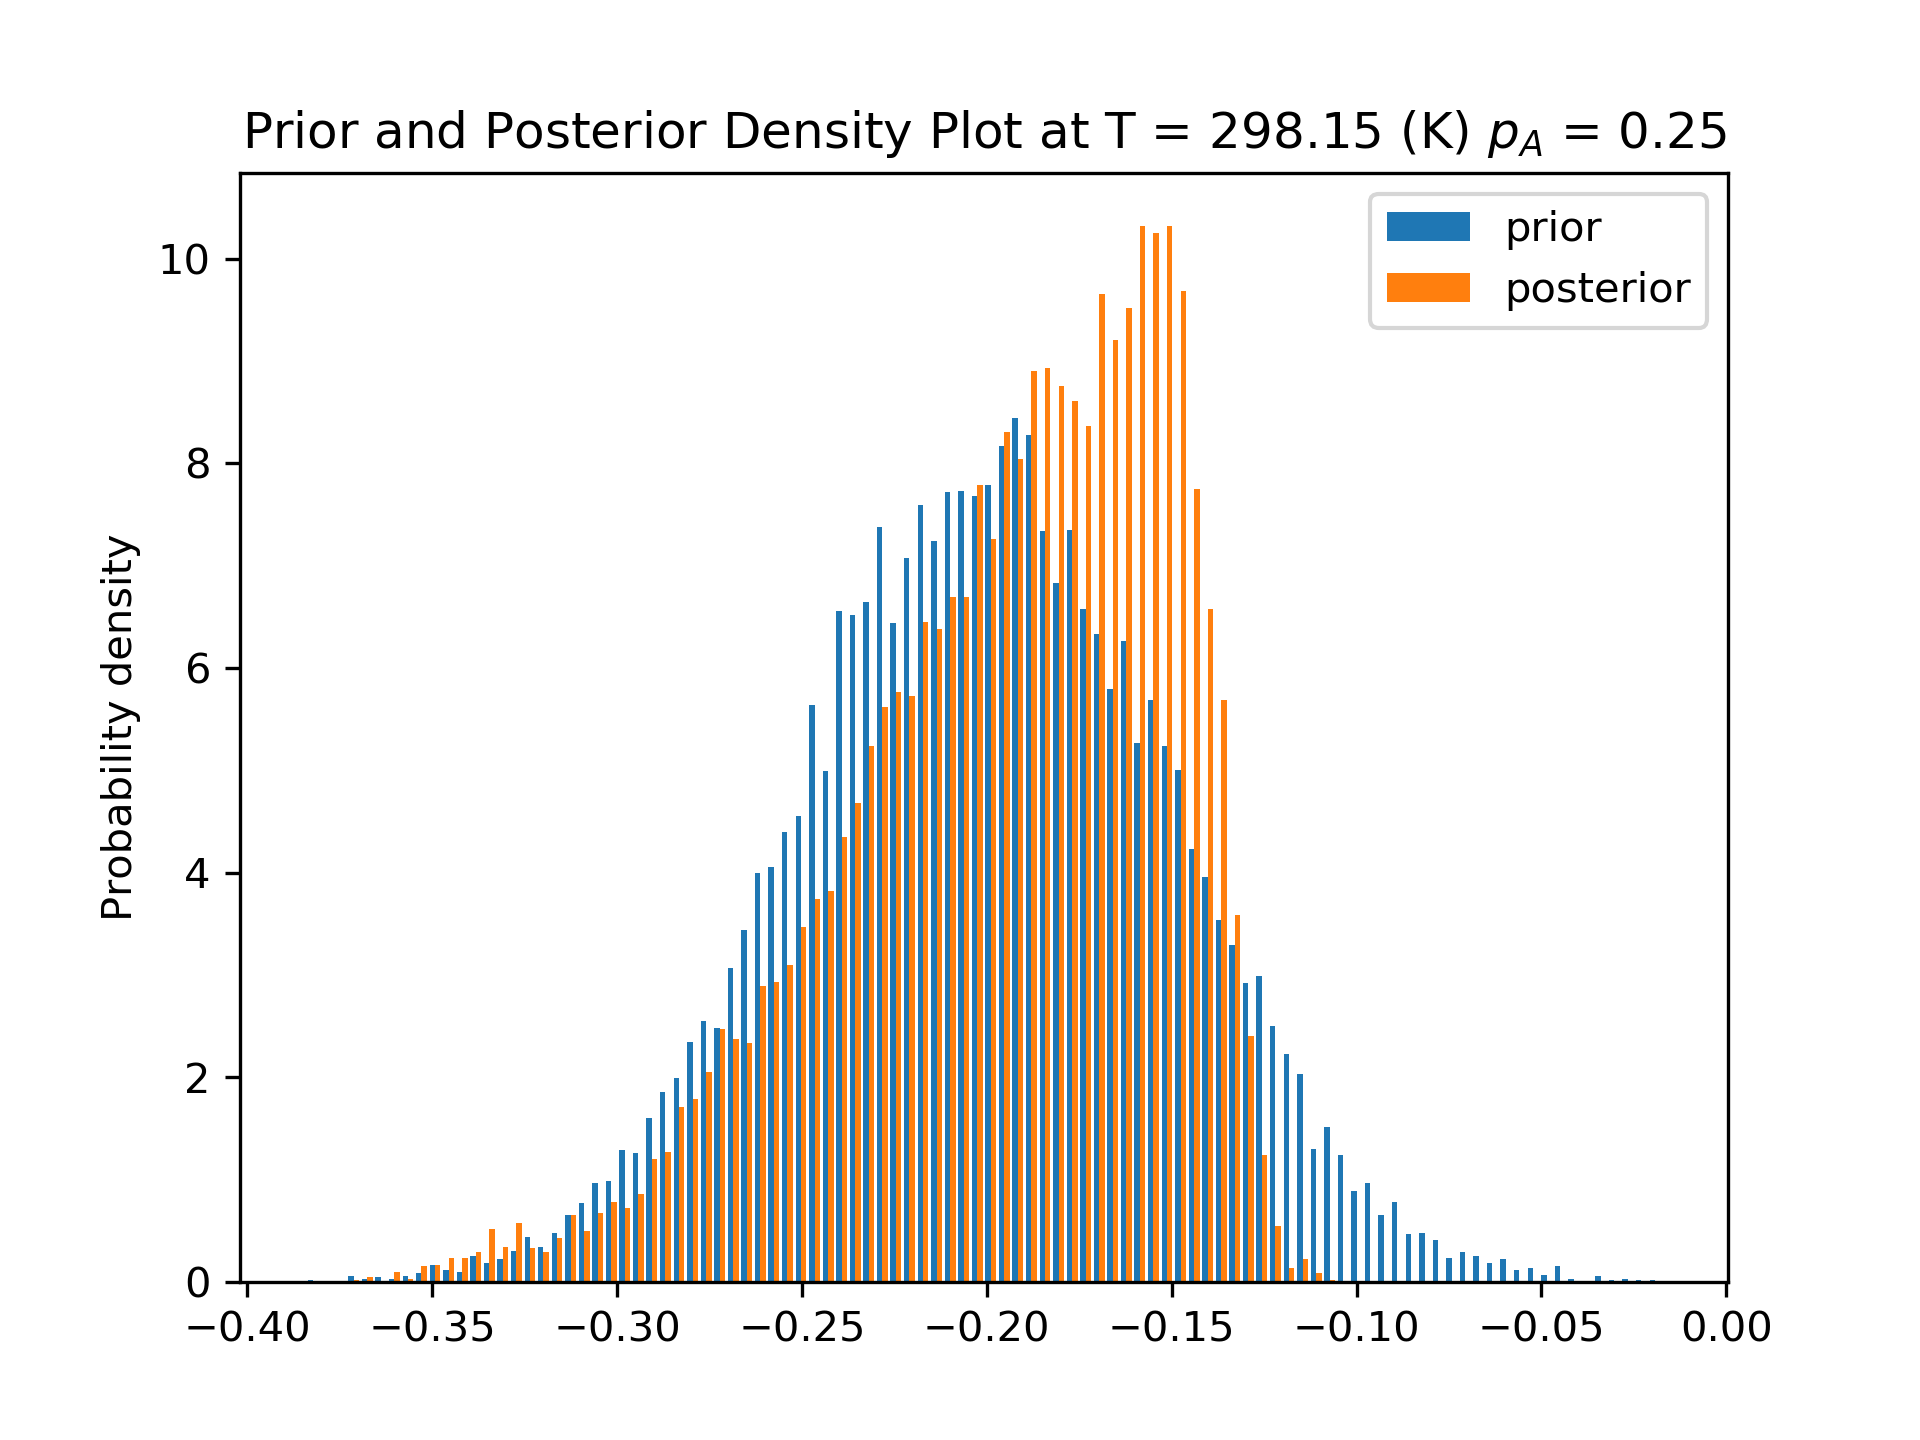 Prior and Posterior Density Plot at T = 298.15 (K) p_A = 0.25
prior
posterior
Probability density
10
8
6
4
2
0
−0.40 −0.35 −0.30 −0.25 −0.20 −0.15 −0.10 −0.05 0.00